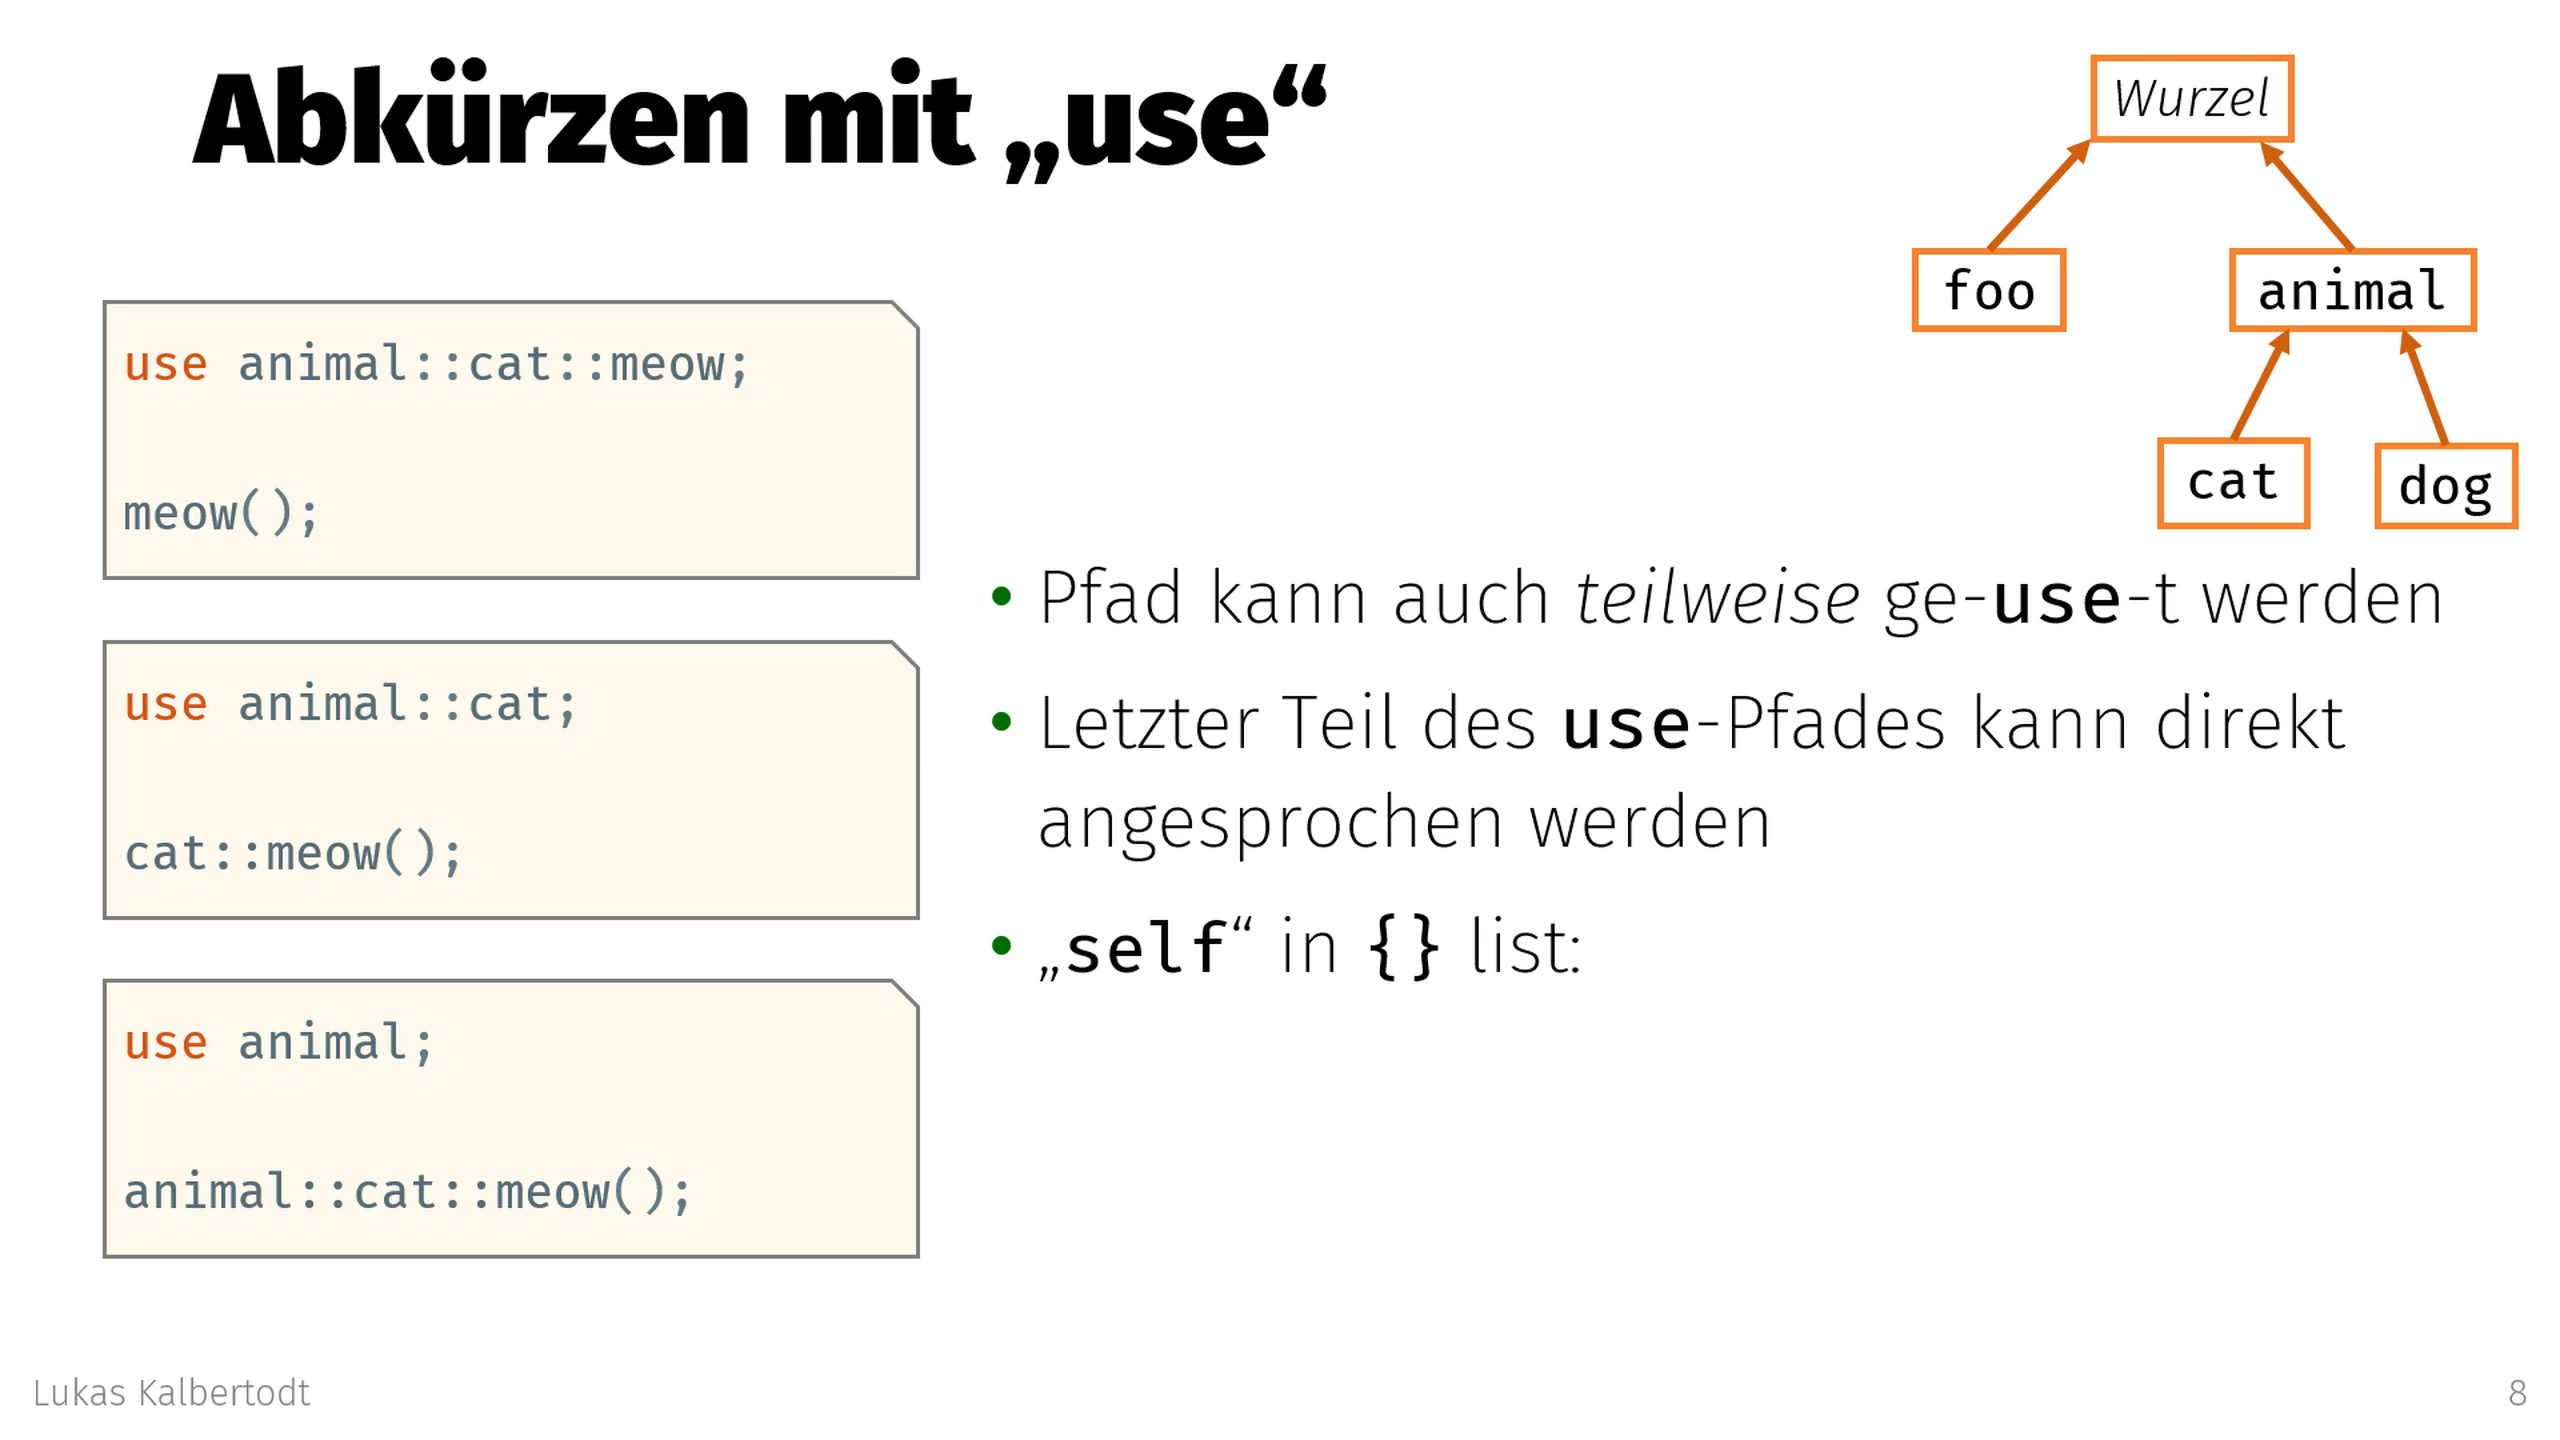 Abkürzen mit „use“
Wurzel
foo
animal
cat
dog
use animal::cat::meow;
meow();
use animal::cat;
cat::meow();
use animal;
animal::cat::meow();
• Pfad kann auch teilweise ge-use-t werden
• Letzter Teil des use-Pfades kann direkt
angesprochen werden
• „self“ in {} list:
Lukas Kalbertodt
8